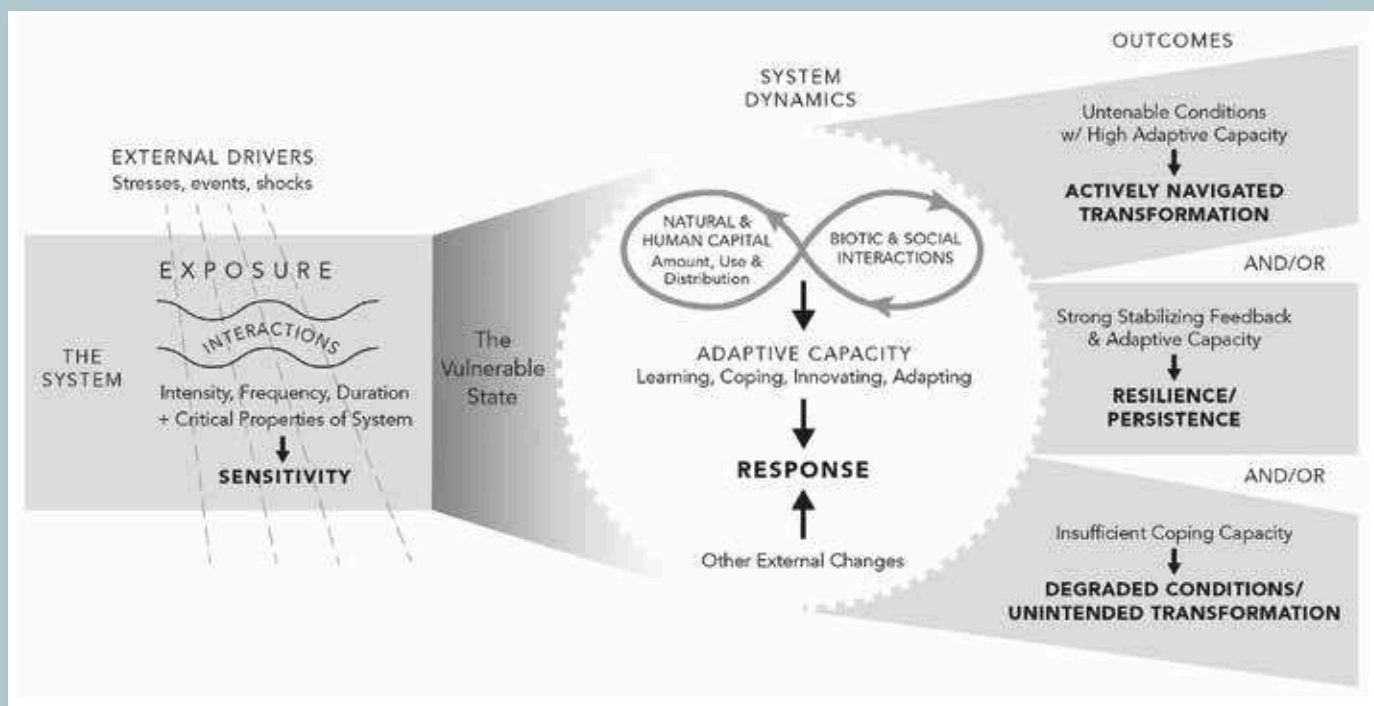 EXTERNAL DRIVERS
Stresses, events, shocks
THE
SYSTEM
EXPOSURE
INTERACTIONS
Intensity, Frequency, Duration
+ Critical Properties of System
SENSITIVITY
The
Vulnerable
State
SYSTEM
DYNAMICS
NATURAL &
HUMAN CAPITAL
Amount, Use &
Distribution
BIOTIC & SOCIAL
INTERACTIONS
ADAPTIVE CAPACITY
Learning, Coping, Innovating, Adapting
RESPONSE
Other External Changes
OUTCOMES
Untenable Conditions
w/ High Adaptive Capacity
ACTIVELY NAVIGATED
TRANSFORMATION
AND/OR
Strong Stabilizing Feedback
& Adaptive Capacity
RESILIENCE/
PERSISTENCE
AND/OR
Insufficient Coping Capacity
DEGRADED CONDITIONS/
UNINTENDED TRANSFORMATION